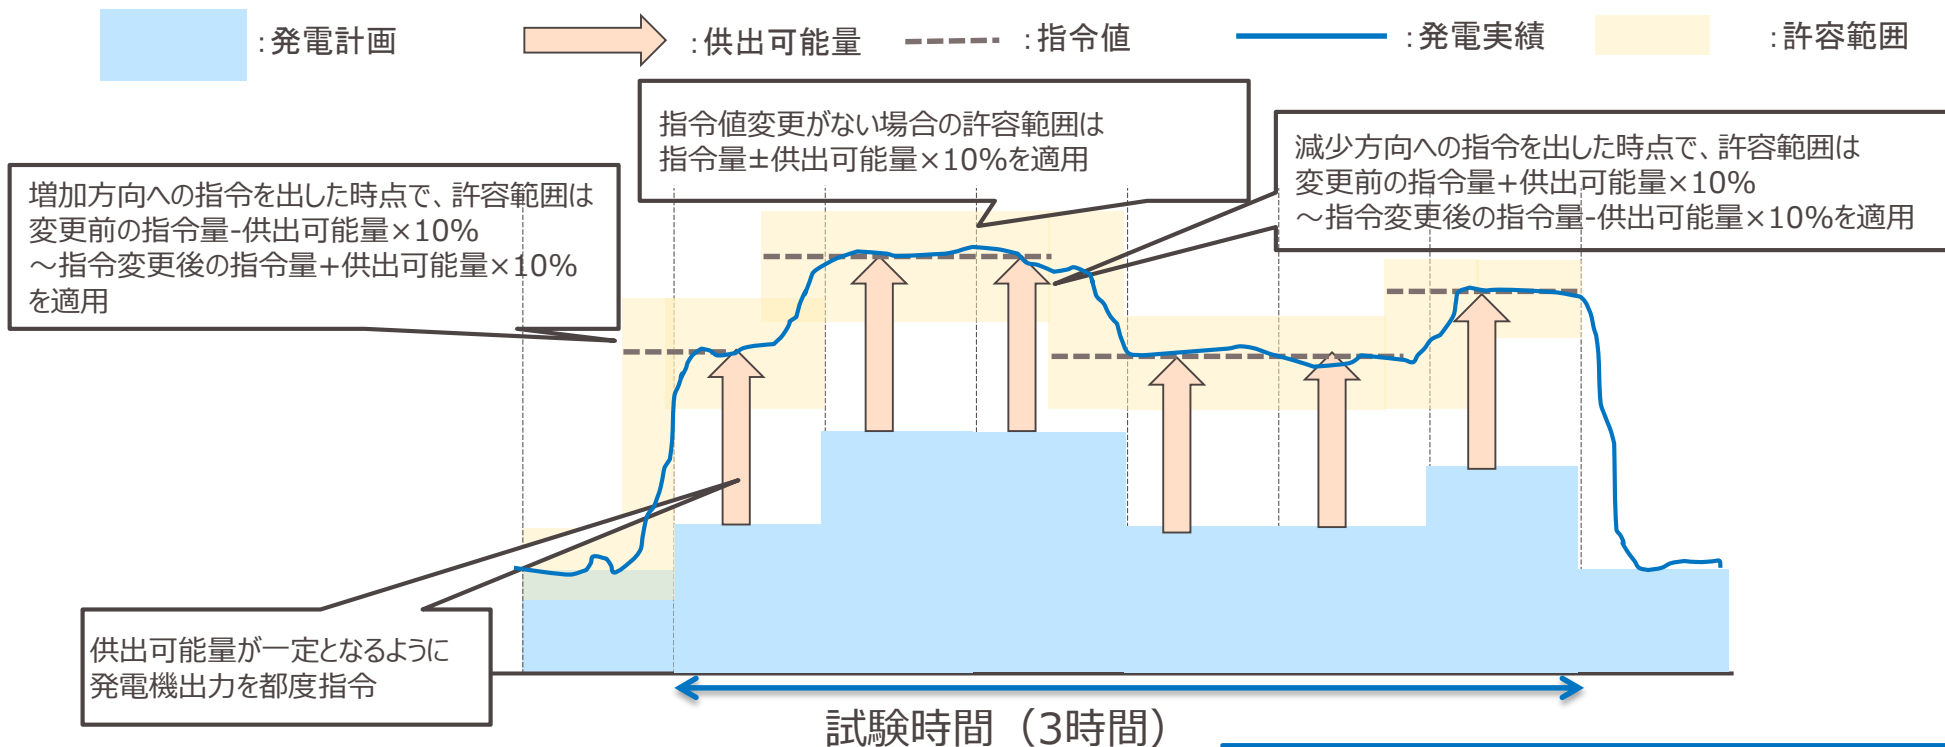 :発電計画
:供出可能量
:指令値
:発電実績
:許容範囲
指令値変更がない場合の許容範囲は
指令量±供出可能量×10%を適用
減少方向への指令を出した時点で、許容範囲は
変更前の指令量+供出可能量×10%
～指令変更後の指令量-供出可能量×10%を適用
増加方向への指令を出した時点で、許容範囲は
変更前の指令量-供出可能量×10%
～指令変更後の指令量+供出可能量×10%
を適用
供出可能量が一定となるように
発電機出力を都度指令
試験時間（3時間）